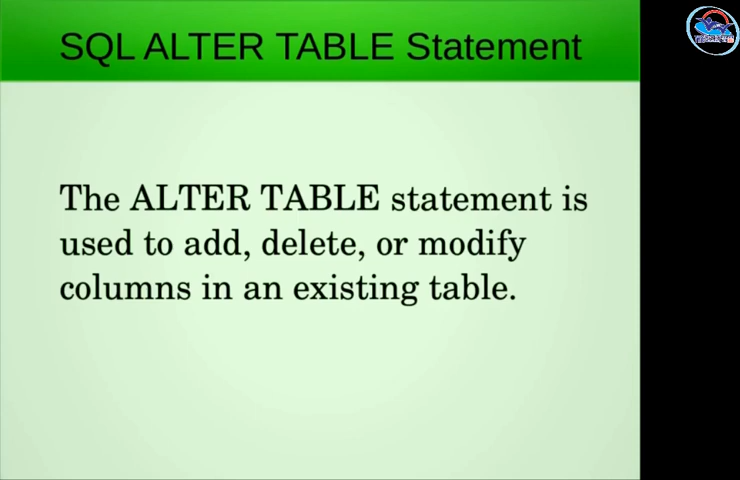 SQL ALTER TABLE Statement
The ALTER TABLE statement is
used to add, delete, or modify
columns in an existing table.